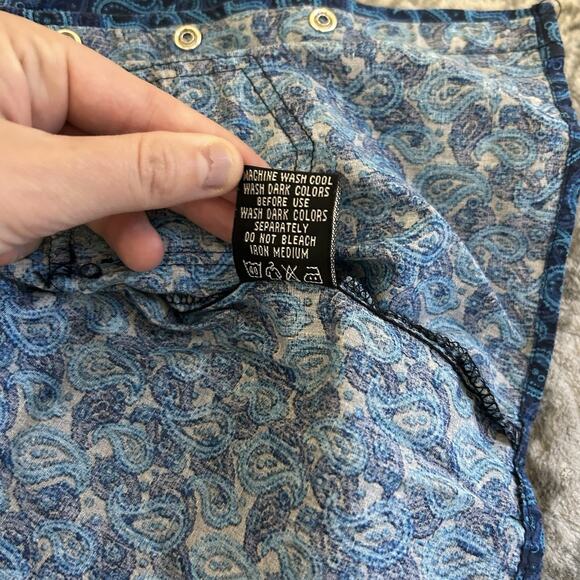 MACHINE WASH COOL
WASH DARK COLORS
BEFORE USE
WASH DARK COLORS
SEPARATELY
DO NOT BLEACH
IRON MEDIUM